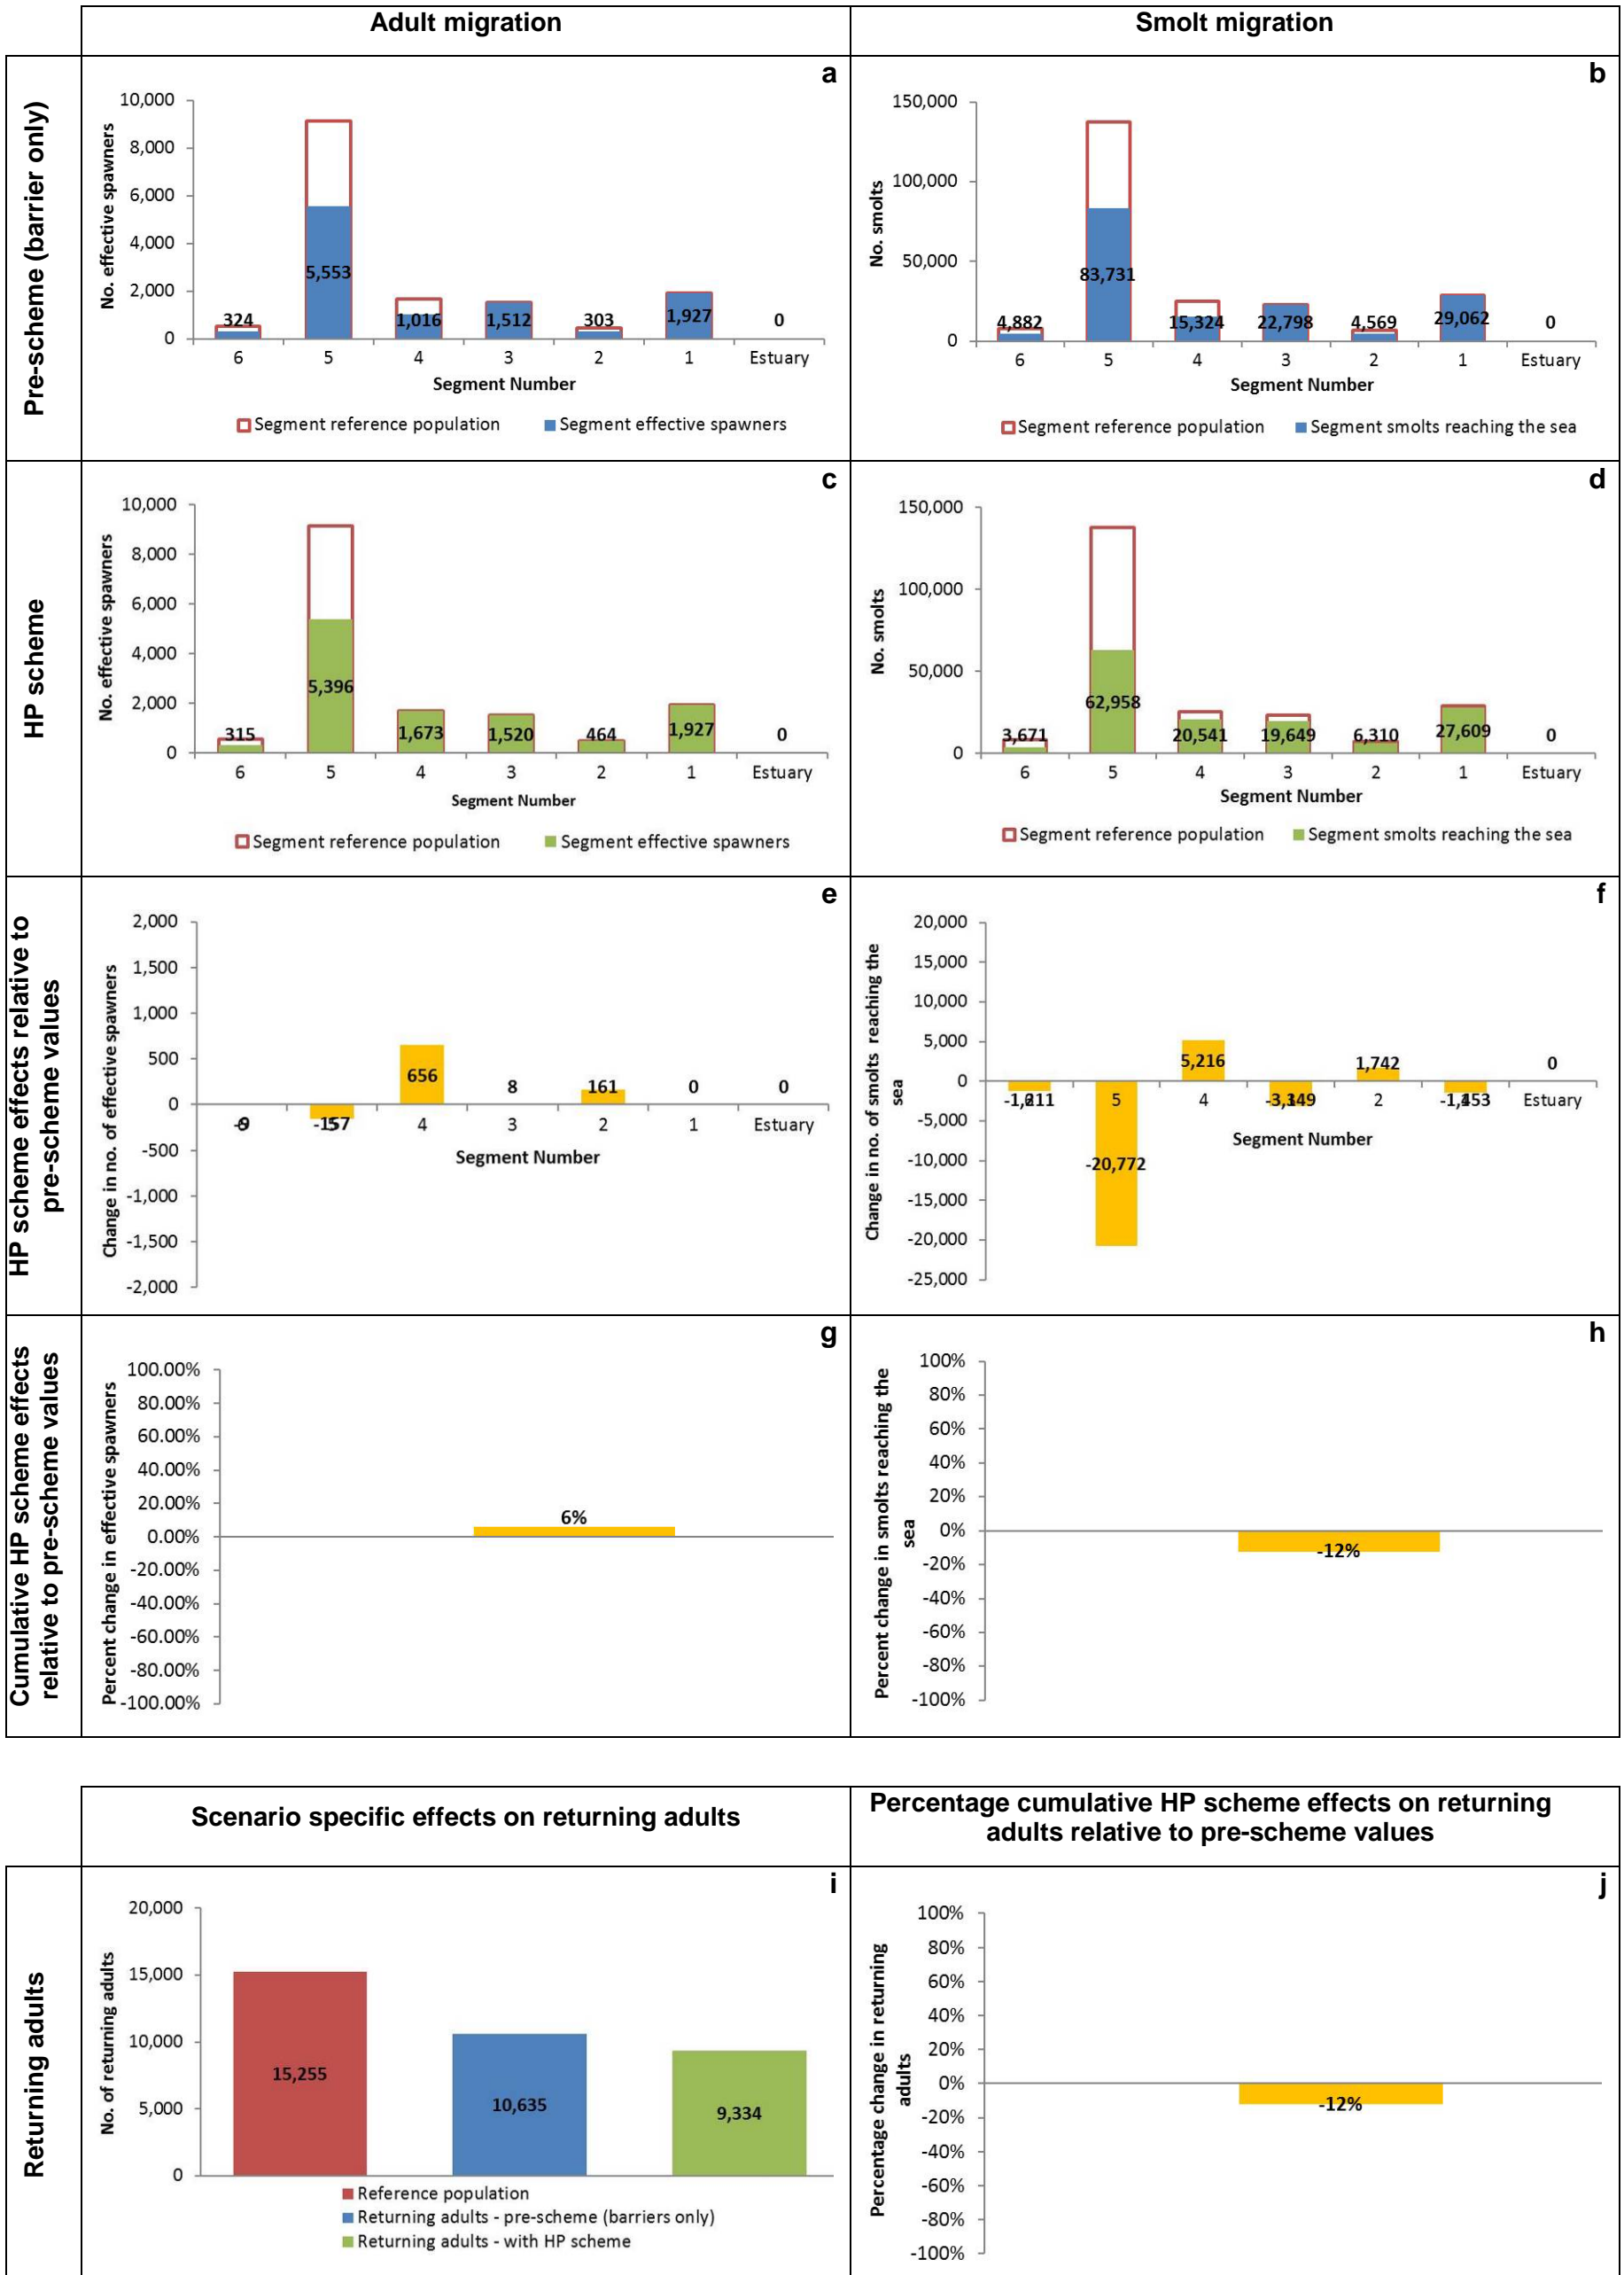 Adult migration
Smolt migration
Pre-scheme (barrier only)
a
No. effective spawners
10,000
8,000
6,000
4,000
2,000
0
324
5,553
1,016
1,512
303
1,927
0
6 5 4 3 2 1 Estuary
Segment Number
Segment reference population Segment effective spawners
b
No. smolts
150,000
100,000
50,000
0
4,882
83,731
15,324
22,798
4,569
29,062
0
6 5 4 3 2 1 Estuary
Segment Number
Segment reference population Segment smolts reaching the sea
HP scheme
c
No. effective spawners
10,000
8,000
6,000
4,000
2,000
0
315
5,396
1,673
1,520
464
1,927
0
6 5 4 3 2 1 Estuary
Segment Number
Segment reference population Segment effective spawners
d
No. smolts
150,000
100,000
50,000
0
3,671
62,958
20,541
19,649
6,310
27,609
0
6 5 4 3 2 1 Estuary
Segment Number
Segment reference population Segment smolts reaching the sea
HP scheme effects relative to
pre-scheme values
e
Change in no. of effective spawners
2,000
1,500
1,000
500
0
-500
-1,000
-1,500
-2,000
-9
-157
656
8
161
0
0
6 5 4 3 2 1 Estuary
Segment Number
f
Change in no. of smolts reaching the
sea
20,000
15,000
10,000
5,000
0
-5,000
-10,000
-15,000
-20,000
-25,000
-1,211
-20,772
5,216
-3,149
1,742
-1,453
0
6 5 4 3 2 1 Estuary
Segment Number
Cumulative HP scheme effects
relative to pre-scheme values
g
Percent change in effective spawners
100.00%
80.00%
60.00%
40.00%
20.00%
0.00%
-20.00%
-40.00%
-60.00%
-80.00%
-100.00%
6%
h
Percent change in smolts reaching the
sea
100%
80%
60%
40%
20%
0%
-20%
-40%
-60%
-80%
-100%
-12%
Scenario specific effects on returning adults
Percentage cumulative HP scheme effects on returning
adults relative to pre-scheme values
Returning adults
i
No. of returning adults
20,000
15,000
10,000
5,000
0
15,255
10,635
9,334
Reference population
Returning adults - pre-scheme (barriers only)
Returning adults - with HP scheme
j
Percentage change in returning
adults
100%
80%
60%
40%
20%
0%
-20%
-40%
-60%
-80%
-100%
-12%